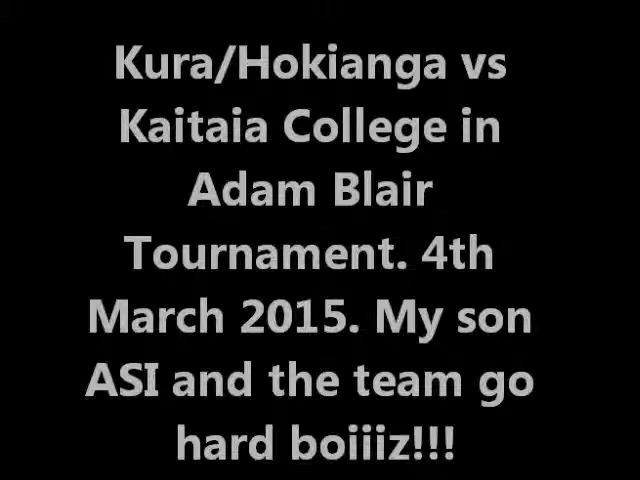 Kura/Hokianga vs
Kaitaia College in
Adam Blair
Tournament. 4th
March 2015. My son
ASI and the team go
hard boiiiz!!!